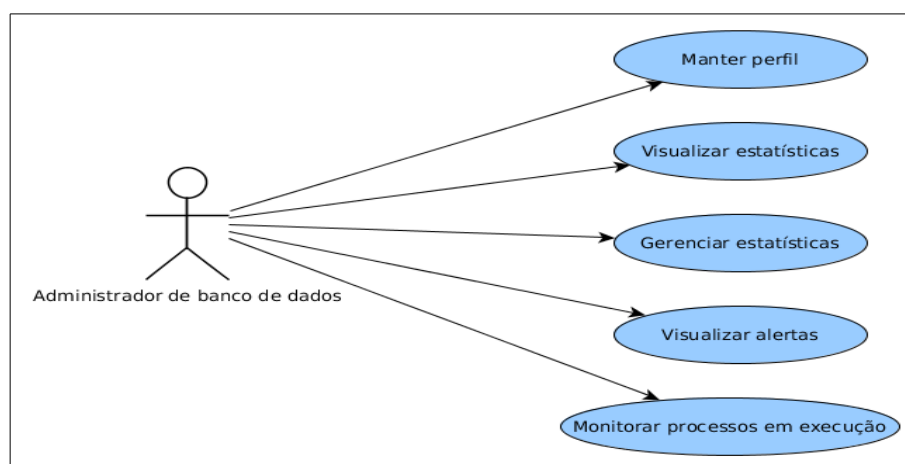 Manter perfil
Visualizar estatísticas
Gerenciar estatísticas
Administrador de banco de dados
Visualizar alertas
Monitorar processos em execução